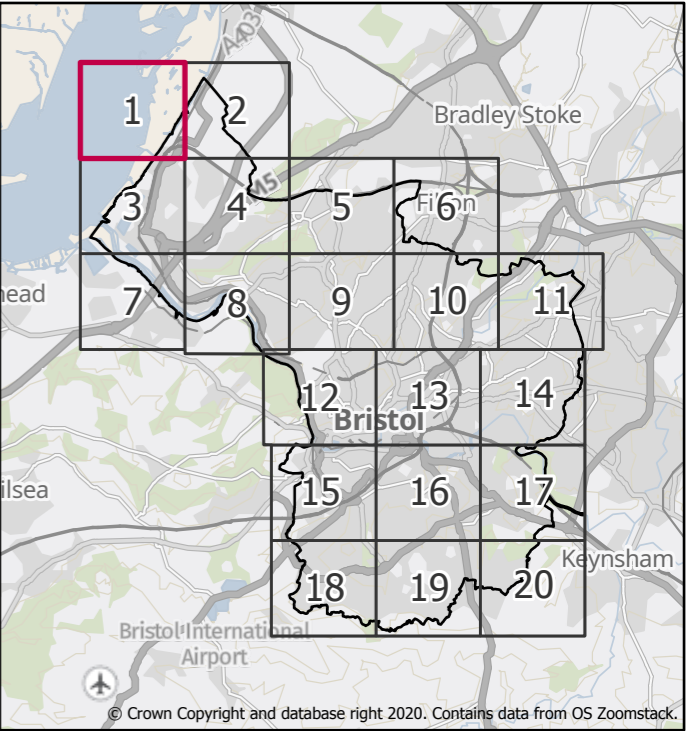 A403
1
2
Bradley Stoke
M5
3
4
5
Filton
6
head
7
8
9
10
11
12
13
14
Bristol
ilsea
15
16
17
Keynsham
18
19
20
Bristol International
Airport
© Crown Copyright and database right 2020. Contains data from OS Zoomstack.